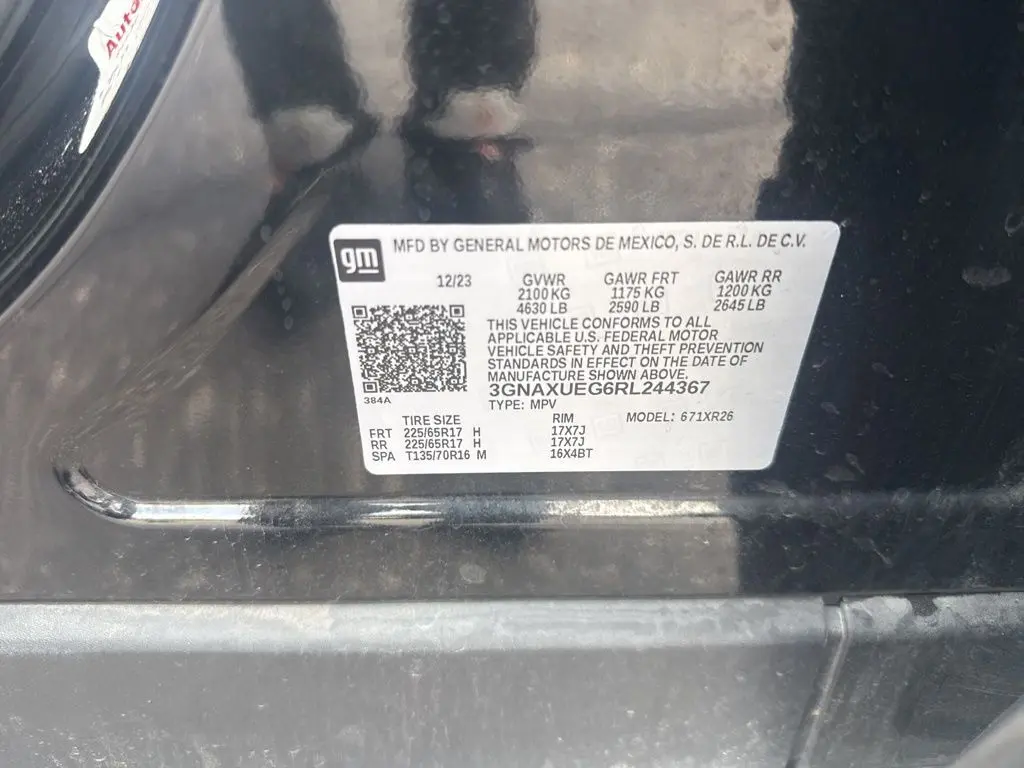 Auto
gm
MFD BY GENERAL MOTORS DE MEXICO, S. DE R.L. DE C.V.
12/23 GVWR GAWR FRT GAWR RR
2100 KG 1175 KG 1200 KG
4630 LB 2590 LB 2645 LB
THIS VEHICLE CONFORMS TO ALL
APPLICABLE U.S. FEDERAL MOTOR
VEHICLE SAFETY AND THEFT PREVENTION
STANDARDS IN EFFECT ON THE DATE OF
MANUFACTURE SHOWN ABOVE.
3GNAXUEG6RL244367
384A
TYPE: MPV MODEL: 671XR26
TIRE SIZE RIM
FRT 225/65R17 H 17X7J
RR 225/65R17 H 17X7J
SPA T135/70R16 M 16X4BT